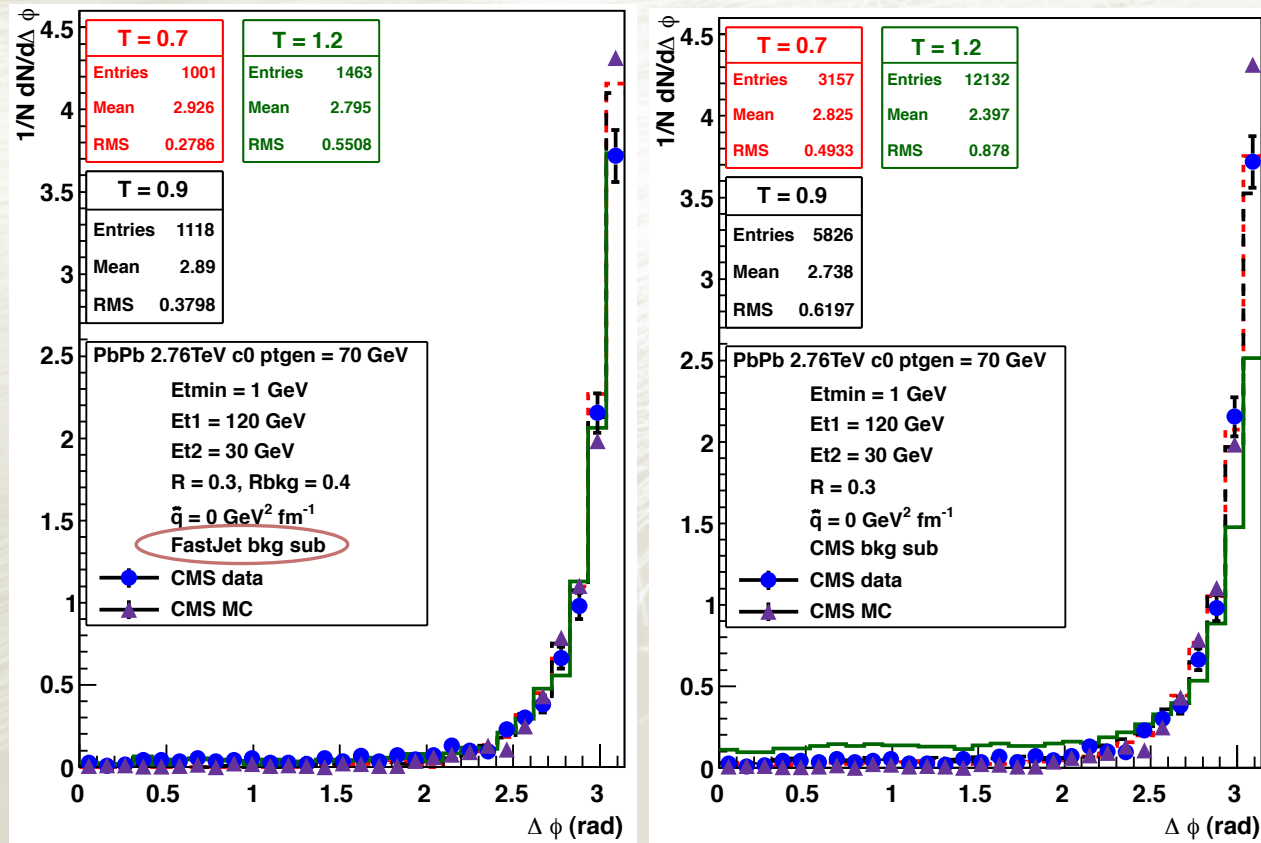 1/N dN/dΔ ϕ
4.5
4
3.5
3
2.5
2
1.5
1
0.5
0
T = 0.7
Entries 1001
Mean 2.926
RMS 0.2786
T = 1.2
Entries 1463
Mean 2.795
RMS 0.5508
T = 0.9
Entries 1118
Mean 2.89
RMS 0.3798
PbPb 2.76TeV c0 ptgen = 70 GeV
Etmin = 1 GeV
Et1 = 120 GeV
Et2 = 30 GeV
R = 0.3, Rbkg = 0.4
q̂ = 0 GeV² fm⁻¹
FastJet bkg sub
CMS data
CMS MC
0 0.5 1 1.5 2 2.5 3
Δ ϕ (rad)
1/N dN/dΔ ϕ
4.5
4
3.5
3
2.5
2
1.5
1
0.5
0
T = 0.7
Entries 3157
Mean 2.825
RMS 0.4933
T = 1.2
Entries 12132
Mean 2.397
RMS 0.878
T = 0.9
Entries 5826
Mean 2.738
RMS 0.6197
PbPb 2.76TeV c0 ptgen = 70 GeV
Etmin = 1 GeV
Et1 = 120 GeV
Et2 = 30 GeV
R = 0.3
q̂ = 0 GeV² fm⁻¹
CMS bkg sub
CMS data
CMS MC
0 0.5 1 1.5 2 2.5 3
Δ ϕ (rad)